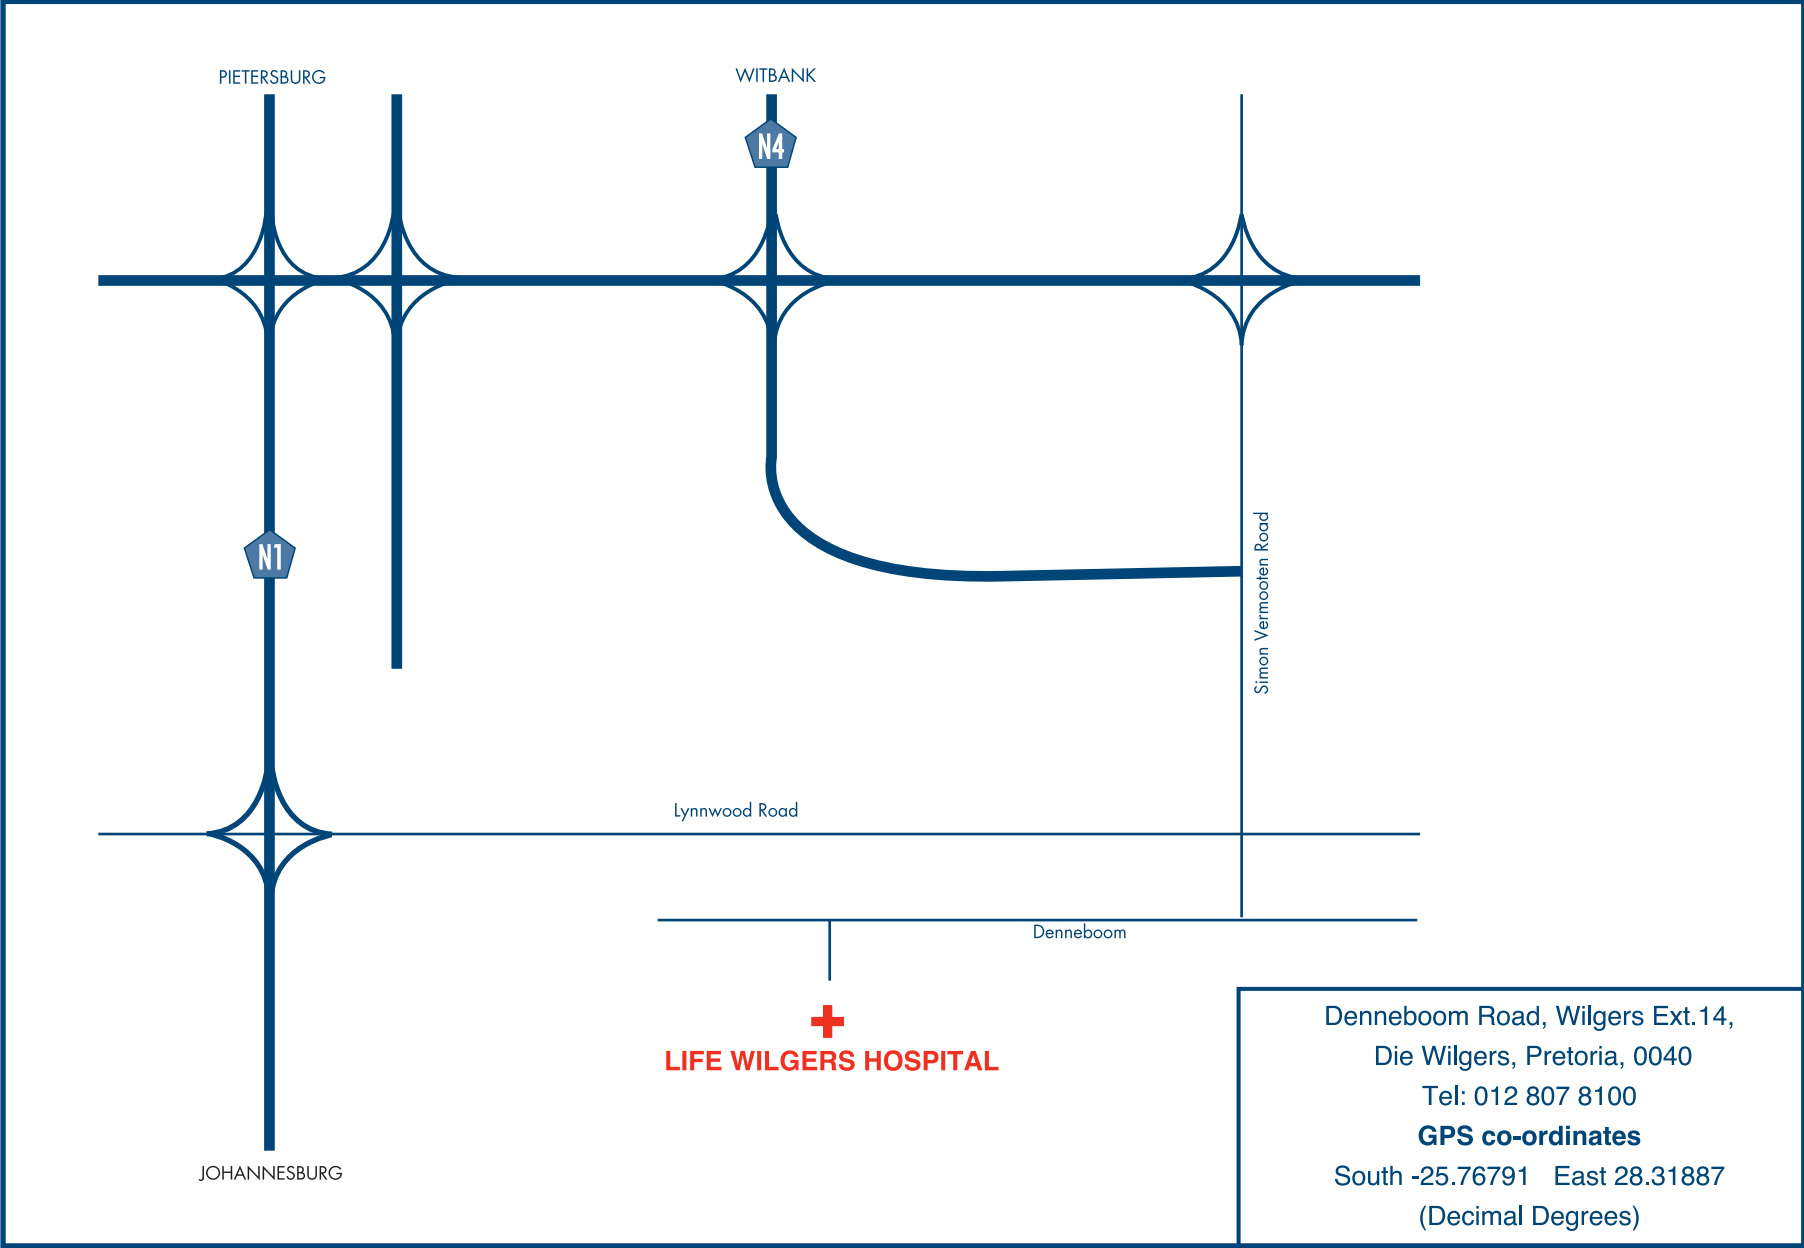 PIETERSBURG
WITBANK
N4
N1
Simon Vermooten Road
Lynnwood Road
Denneboom
LIFE WILGERS HOSPITAL
JOHANNESBURG
Denneboom Road, Wilgers Ext.14,
Die Wilgers, Pretoria, 0040
Tel: 012 807 8100
GPS co-ordinates
South -25.76791 East 28.31887
(Decimal Degrees)